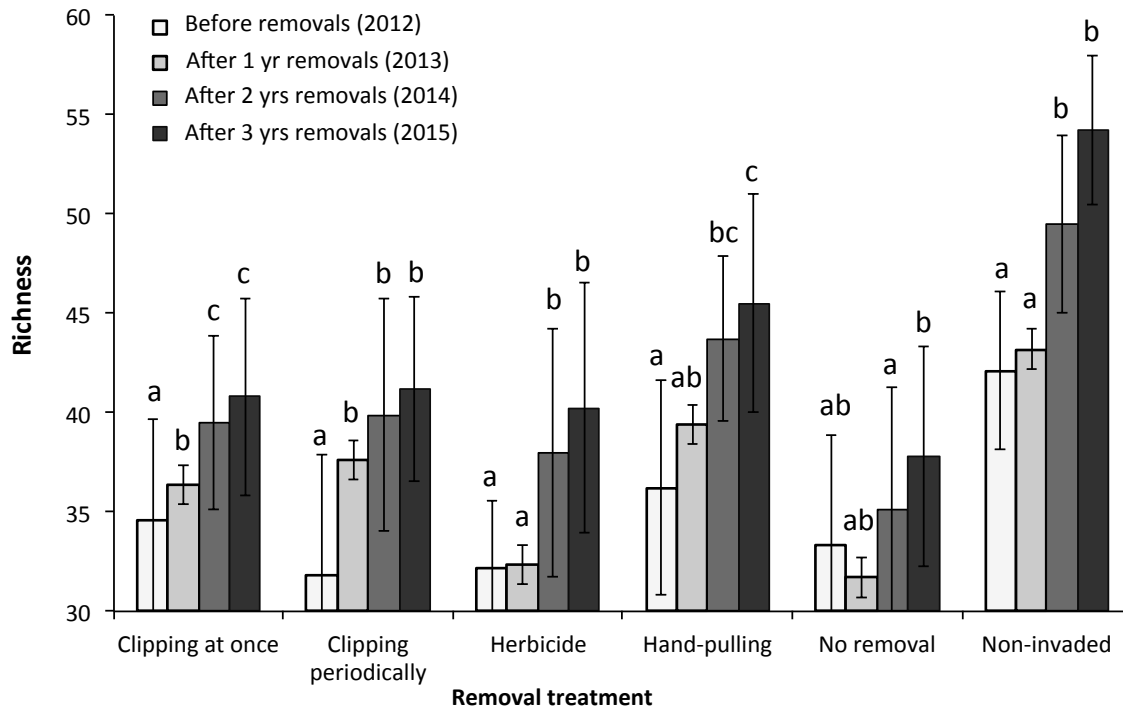 60
55
50
45
40
35
30
Richness
Before removals (2012)
After 1 yr removals (2013)
After 2 yrs removals (2014)
After 3 yrs removals (2015)
a b c c
a b b b
a a b b
a ab bc c
ab ab a b
a a b b
Clipping at once
Clipping
periodically
Herbicide
Hand-pulling
No removal
Non-invaded
Removal treatment